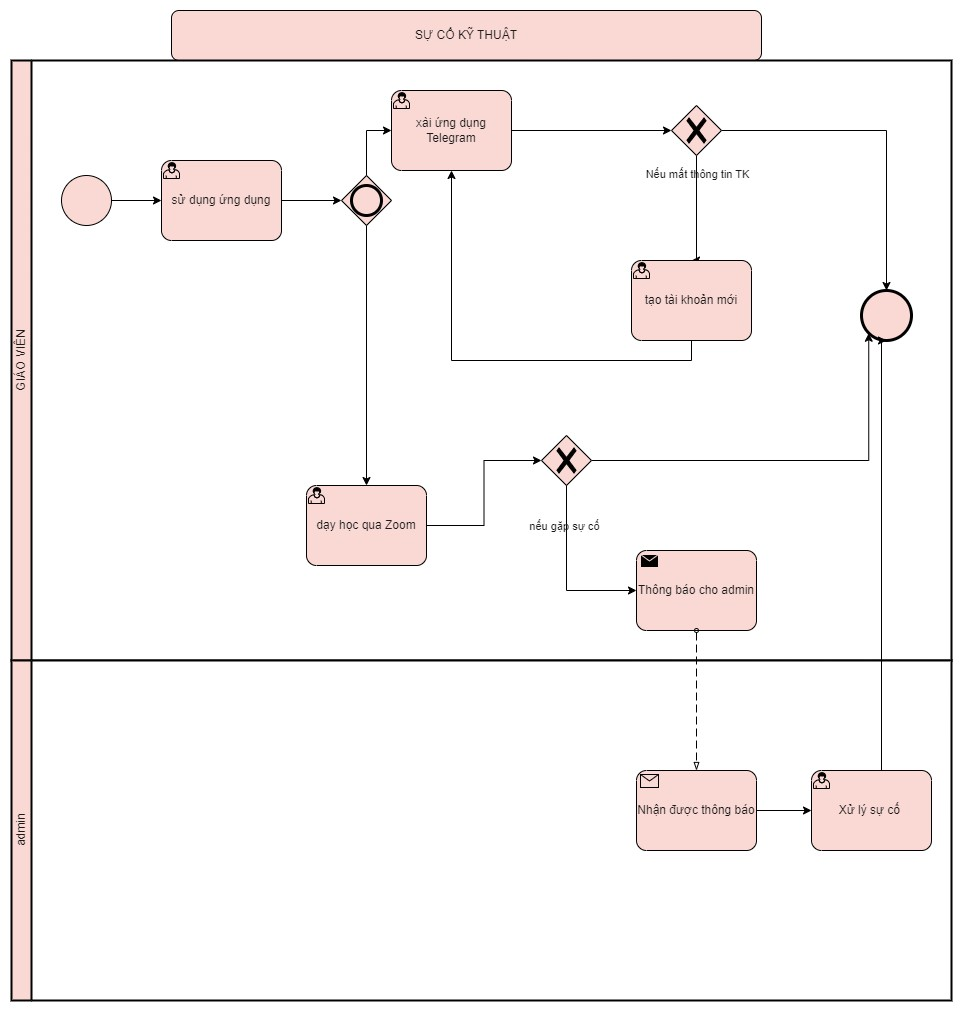 SỰ CỐ KỸ THUẬT
GIÁO VIÊN
xải ứng dụng
Telegram
Nếu mất thông tin TK
sử dụng ứng dụng
tạo tài khoản mới
dạy học qua Zoom
nếu gặp sự cố
Thông báo cho admin
admin
Nhận được thông báo
Xử lý sự cố